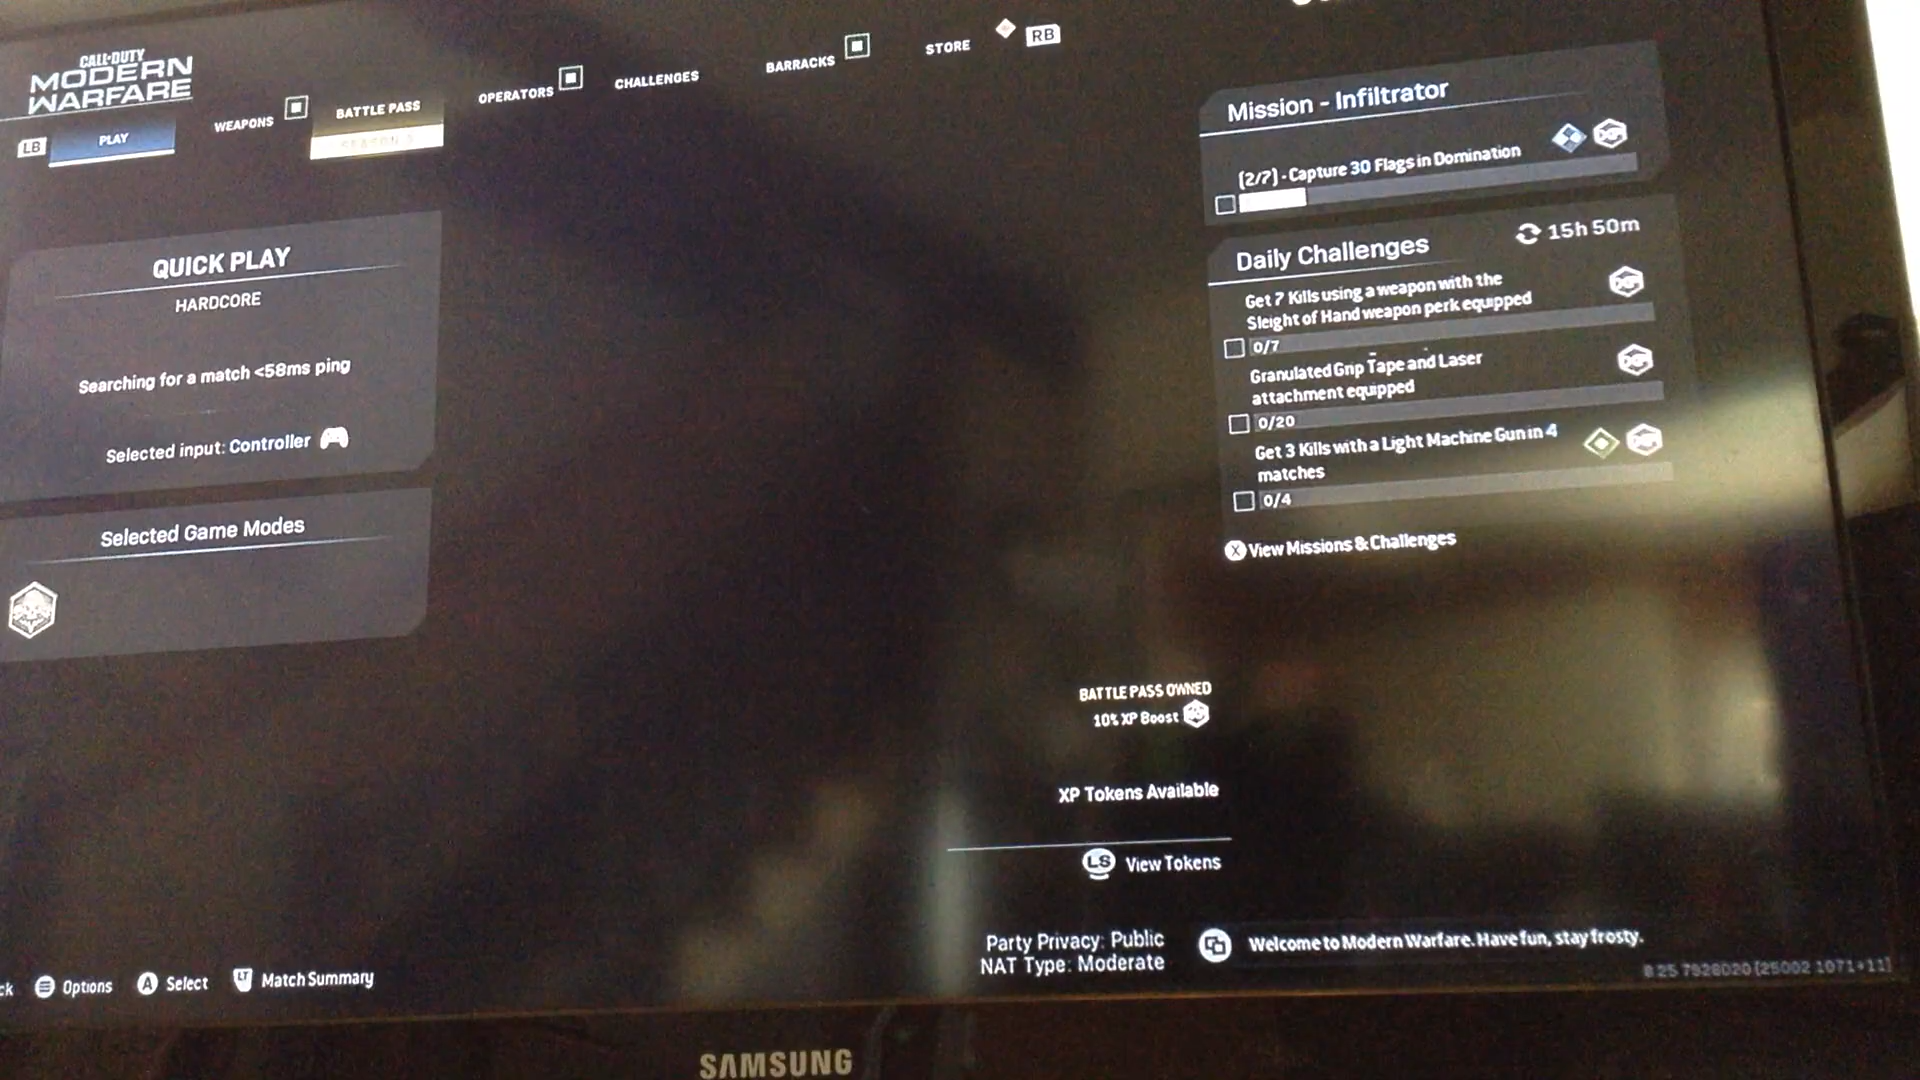 CALL OF DUTY
MODERN
WARFARE
LB
PLAY
WEAPONS
BATTLE PASS
OPERATORS
CHALLENGES
BARRACKS
STORE
RB
QUICK PLAY
HARDCORE
Searching for a match <58ms ping
Selected input: Controller
Selected Game Modes
Mission - Infiltrator
(2/7) - Capture 30 Flags in Domination
Daily Challenges
15h 50m
Get 7 Kills using a weapon with the
Sleight of Hand weapon perk equipped
0/7
Granulated Grip Tape and Laser
attachment equipped
0/20
Get 3 Kills with a Light Machine Gun in 4
matches
0/4
X View Missions & Challenges
BATTLE PASS OWNED
10% XP Boost
XP Tokens Available
LS View Tokens
Party Privacy: Public
NAT Type: Moderate
Welcome to Modern Warfare. Have fun, stay frosty.
ck
Options
A Select
LT Match Summary
SAMSUNG